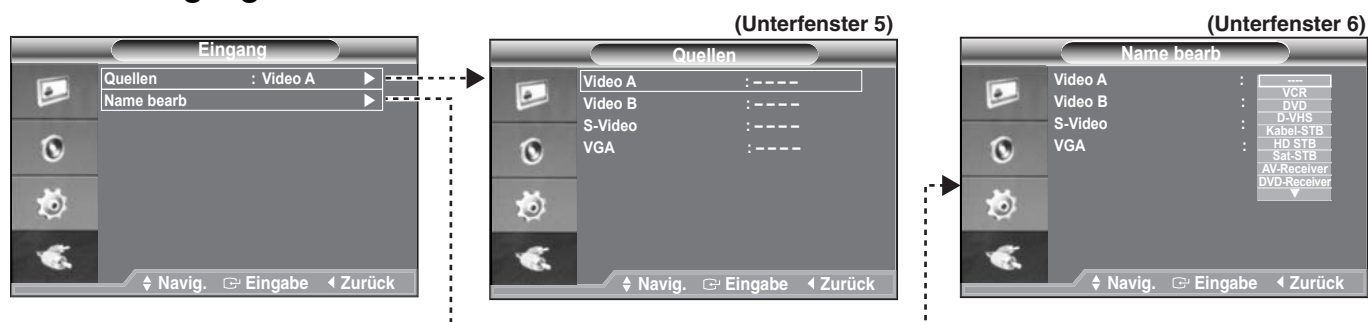 (Unterfenster 5)
(Unterfenster 6)
Eingang
Quellen : Video A ▶
Name bearb ▶
Navig. Eingabe Zurück
Quellen
Video A : ----
Video B : ----
S-Video : ----
VGA : ----
Navig. Eingabe Zurück
Name bearb
Video A :
Video B :
S-Video :
VGA :
----
VCR
DVD
D-VHS
Kabel-STB
HD STB
Sat-STB
AV-Receiver
DVD-Receiver
▼
Navig. Eingabe Zurück